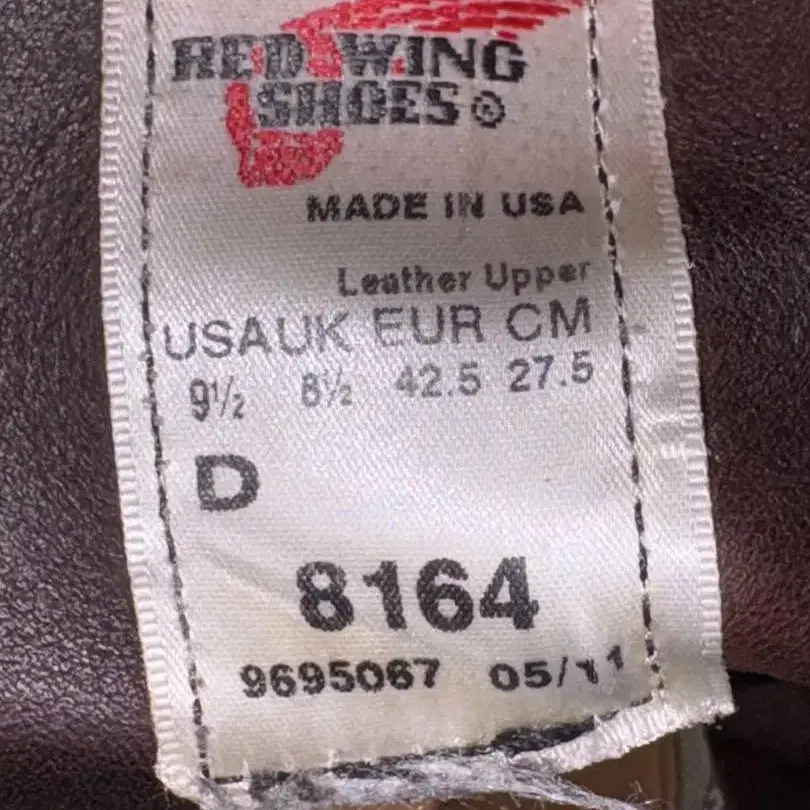 RED WING
SHOES
MADE IN USA
Leather Upper
USA UK EUR CM
9½ 8½ 42.5 27.5
D
8164
9695067 05/11